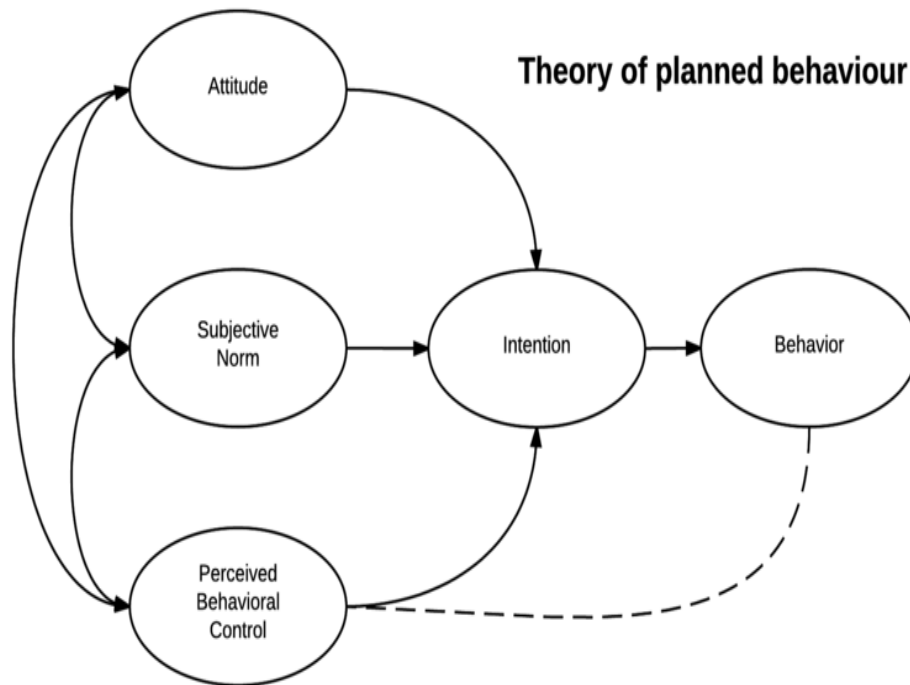 Theory of planned behaviour
Attitude
Subjective
Norm
Intention
Behavior
Perceived
Behavioral
Control